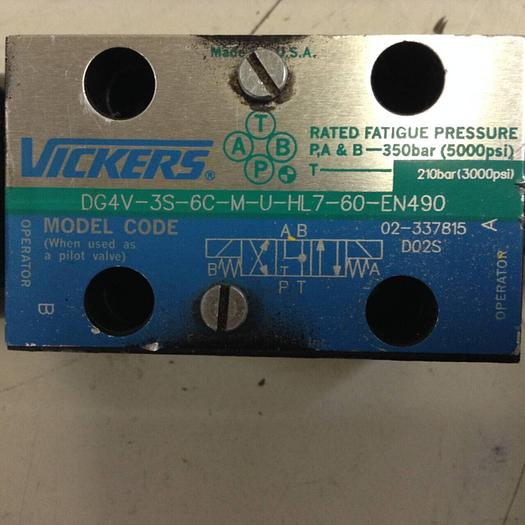 Made U.S.A.
VICKERS®
T
A B
P
RATED FATIGUE PRESSURE
P,A & B—350bar (5000psi)
T— 210bar(3000psi)
DG4V-3S-6C-M-U-HL7-60-EN490
MODEL CODE
(When used as
a pilot valve)
02-337815
D02S
OPERATOR B
A B
B T A
P T
OPERATOR A
Inc.